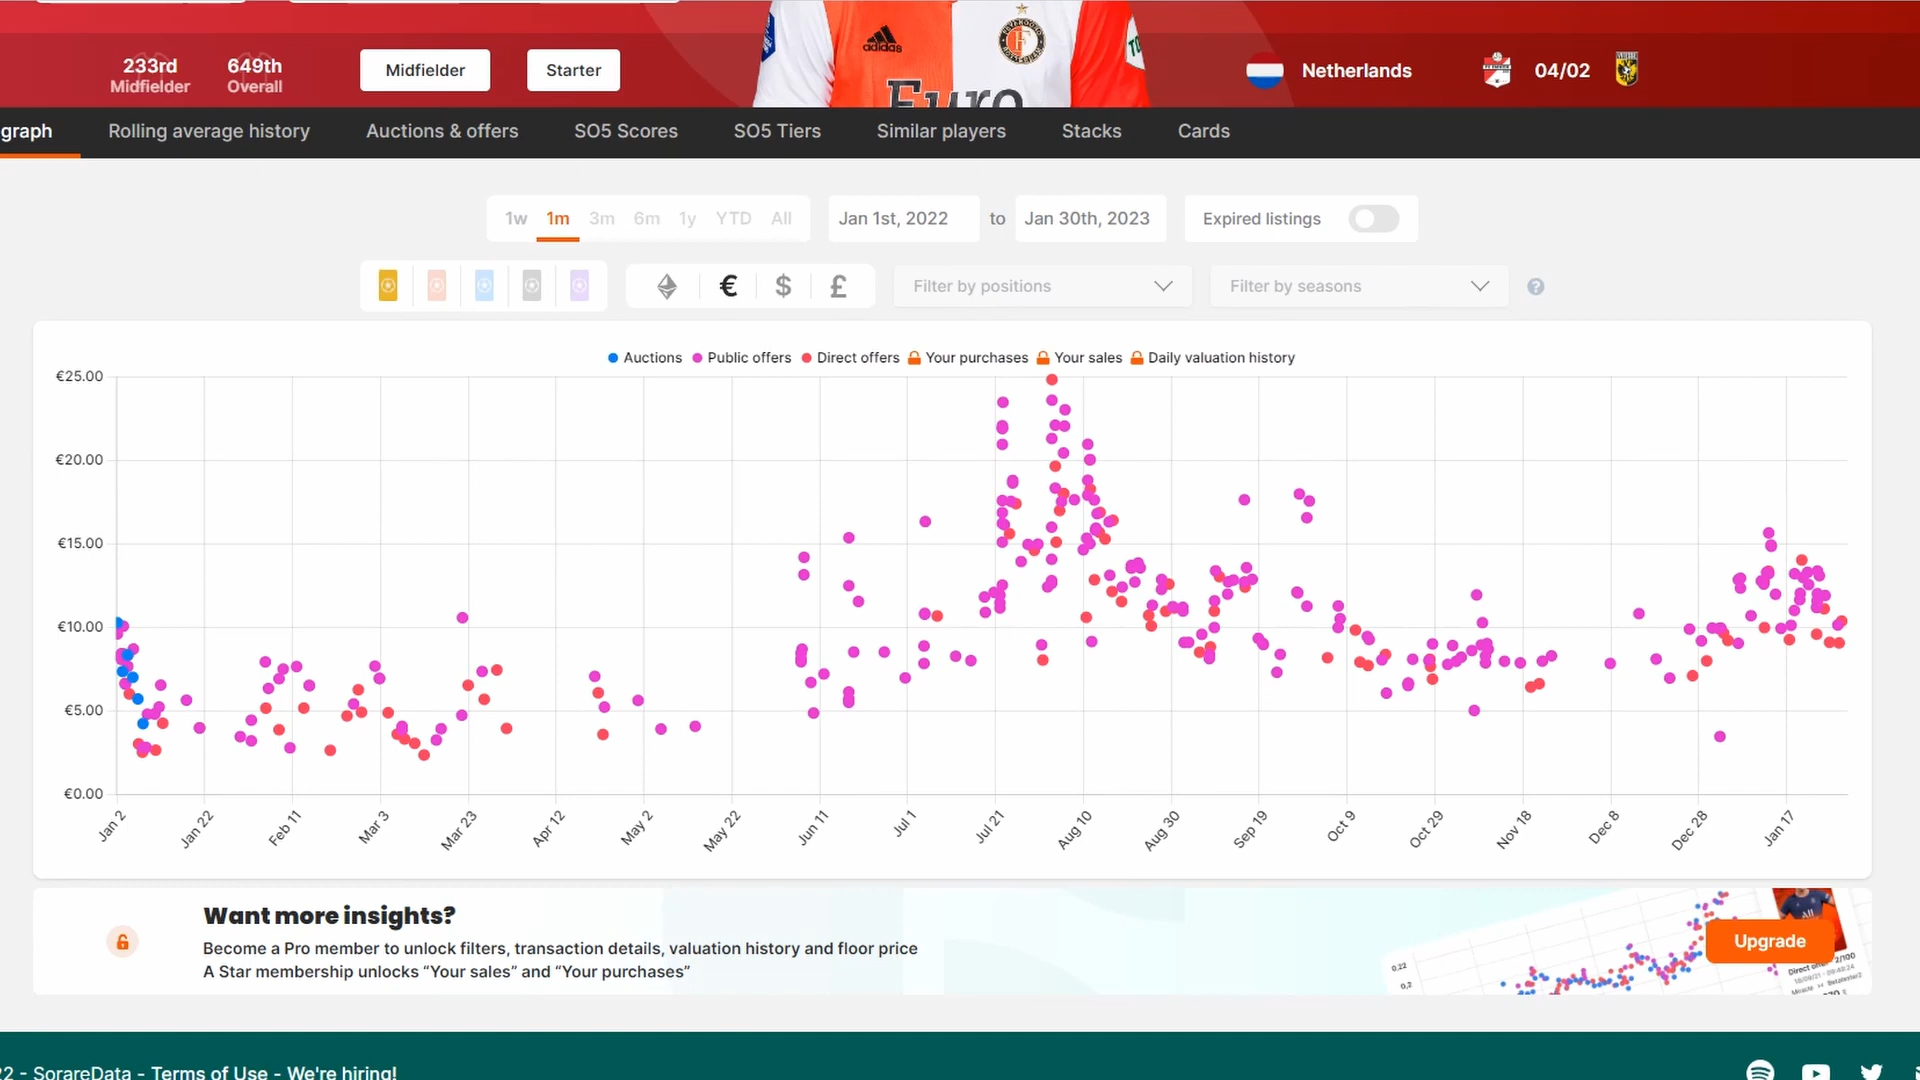 adidas
Euro
233rd
Midfielder
649th
Overall
Midfielder
Starter
Netherlands
04/02
graph
Rolling average history
Auctions & offers
SO5 Scores
SO5 Tiers
Similar players
Stacks
Cards
1w 1m 3m 6m 1y YTD All
Jan 1st, 2022 to Jan 30th, 2023
Expired listings
€ $ £
Filter by positions
Filter by seasons
?
Auctions Public offers Direct offers Your purchases Your sales Daily valuation history
€25.00
€20.00
€15.00
€10.00
€5.00
€0.00
Jan 2 Jan 22 Feb 11 Mar 3 Mar 23 Apr 12 May 2 May 22 Jun 11 Jul 1 Jul 21 Aug 10 Aug 30 Sep 19 Oct 9 Oct 29 Nov 18 Dec 8 Dec 28 Jan 17
Want more insights?
Become a Pro member to unlock filters, transaction details, valuation history and floor price
A Star membership unlocks “Your sales” and “Your purchases”
0,22
0,2
Upgrade
22 - SorareData - Terms of Use - We're hiring!